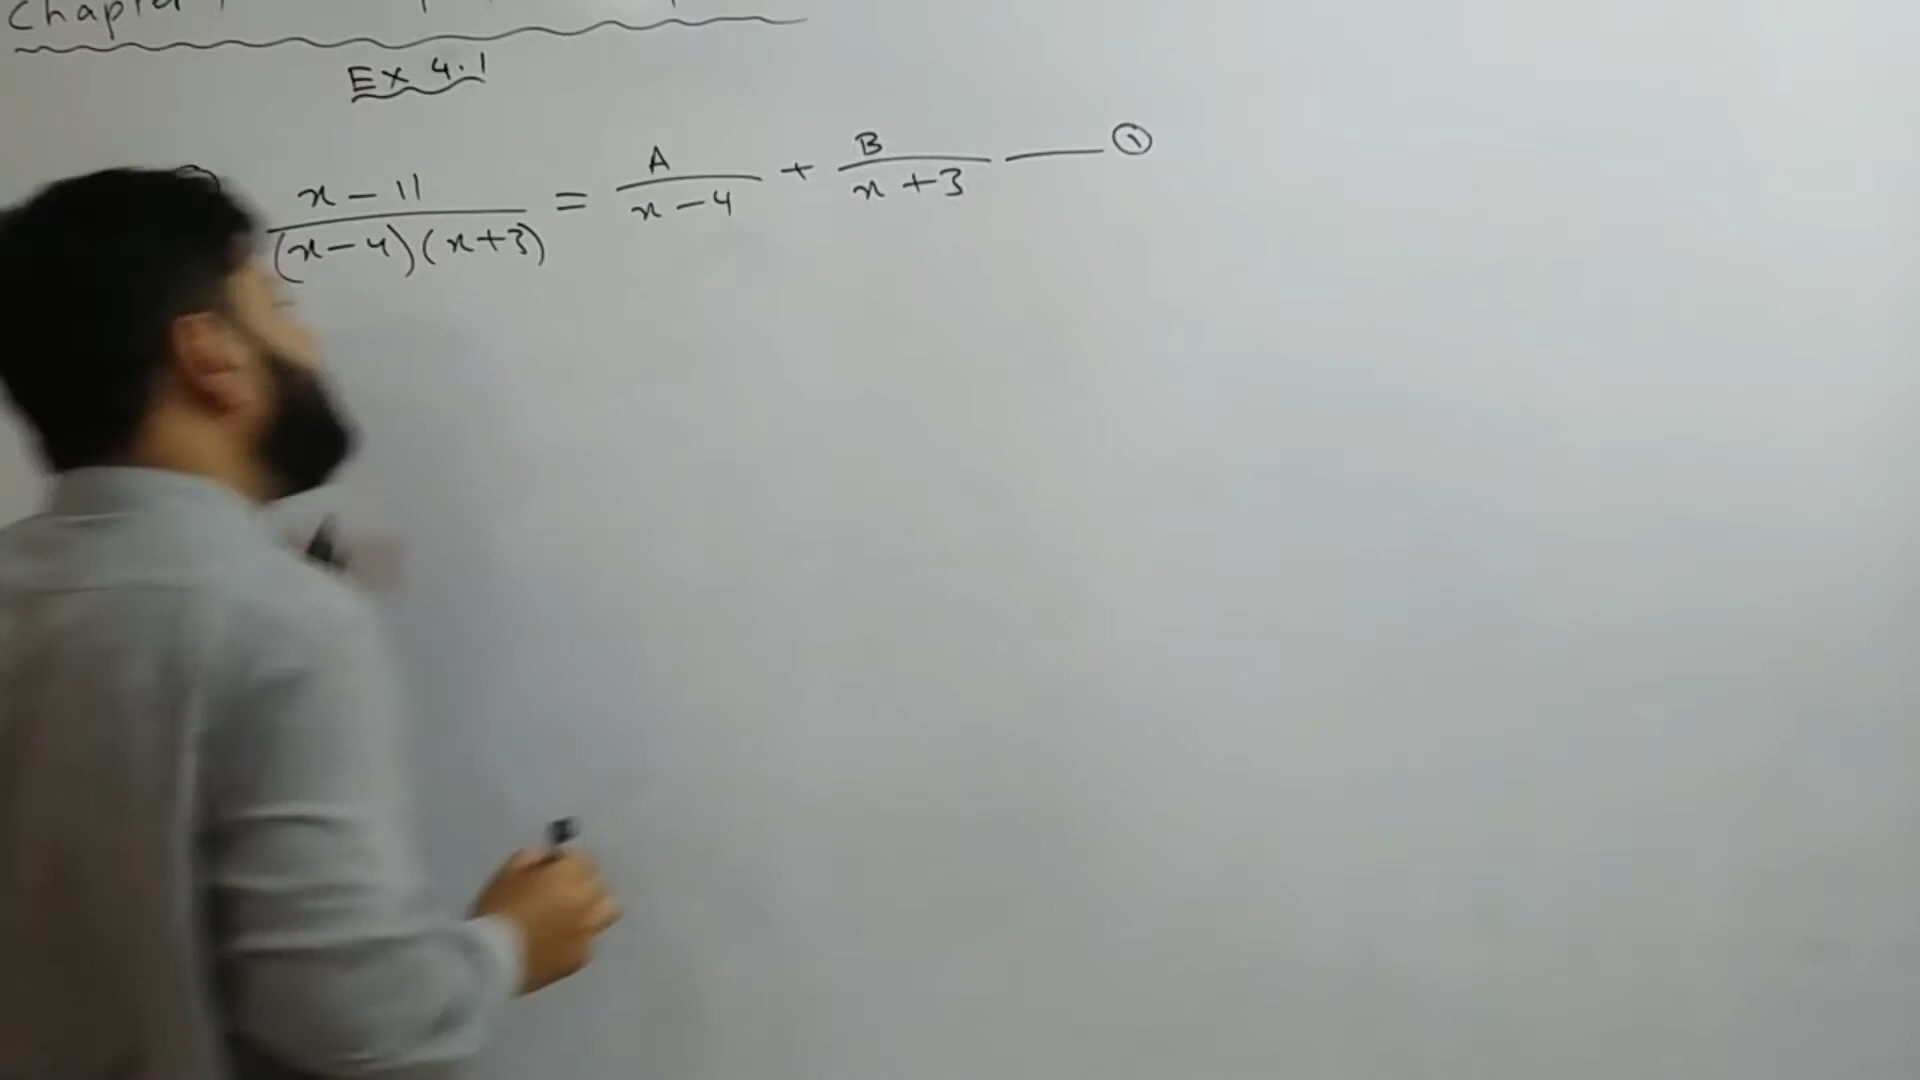 Chapter
Ex 4.1
x - 11 / (x - 4)(x + 3) = A / x - 4 + B / x + 3 —— ①